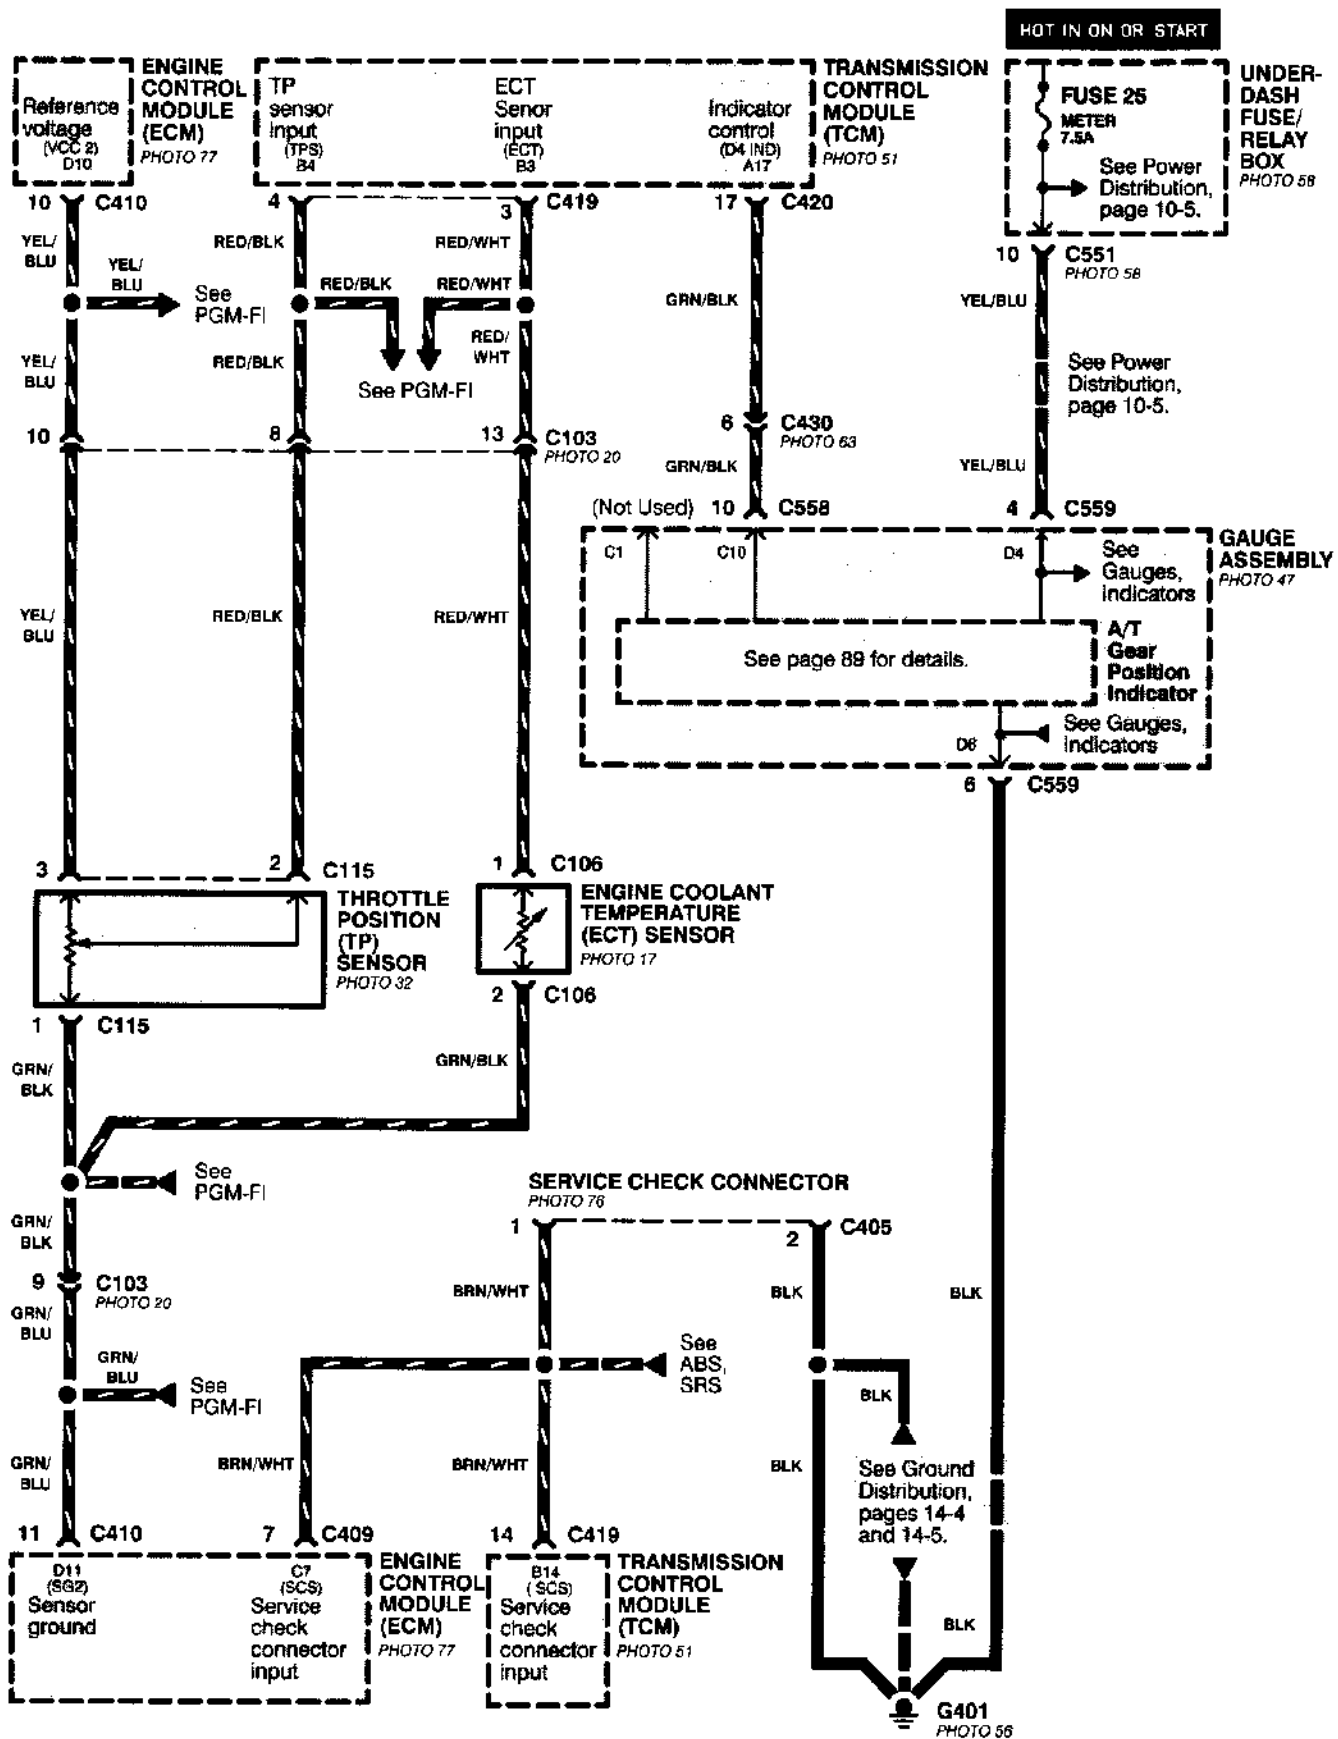 HOT IN ON OR START
ENGINE
CONTROL
MODULE
(ECM)
PHOTO 77
Reference
voltage
(VCC 2)
D10
TP
sensor
input
(TPS)
B4
ECT
Senor
input
(ECT)
B3
Indicator
control
(D4 IND)
A17
TRANSMISSION
CONTROL
MODULE
(TCM)
PHOTO 51
FUSE 25
METER
7.5A
See Power
Distribution,
page 10-5.
UNDER-
DASH
FUSE/
RELAY
BOX
PHOTO 58
10 C410
4
3 C419
17 C420
10 C551
PHOTO 58
YEL/
BLU
YEL/
BLU
See
PGM-FI
RED/BLK
RED/BLK
RED/WHT
RED/WHT
GRN/BLK
YEL/BLU
YEL/
BLU
RED/BLK
RED/
WHT
See PGM-FI
See Power
Distribution,
page 10-5.
10
8
13 C103
PHOTO 20
6 C430
PHOTO 63
GRN/BLK
YEL/BLU
(Not Used) 10 C558
4 C559
C1
C10
D4
See
Gauges,
Indicators
GAUGE
ASSEMBLY
PHOTO 47
YEL/
BLU
RED/BLK
RED/WHT
See page 89 for details.
A/T
Gear
Position
Indicator
D6
See Gauges,
Indicators
6 C559
3
2 C115
1 C106
THROTTLE
POSITION
(TP)
SENSOR
PHOTO 32
ENGINE COOLANT
TEMPERATURE
(ECT) SENSOR
PHOTO 17
1 C115
2 C106
GRN/
BLK
GRN/BLK
See
PGM-FI
GRN/
BLK
9 C103
PHOTO 20
GRN/
BLU
GRN/
BLU
See
PGM-FI
SERVICE CHECK CONNECTOR
PHOTO 76
1
2 C405
BRN/WHT
BLK
BLK
See
ABS,
SRS
BLK
GRN/
BLU
BRN/WHT
BRN/WHT
BLK
See Ground
Distribution,
pages 14-4
and 14-5.
11 C410
7 C409
14 C419
D11
(SG2)
Sensor
ground
C7
(SCS)
Service
check
connector
input
ENGINE
CONTROL
MODULE
(ECM)
PHOTO 77
B14
( SCS)
Service
check
connector
input
TRANSMISSION
CONTROL
MODULE
(TCM)
PHOTO 51
BLK
G401
PHOTO 56